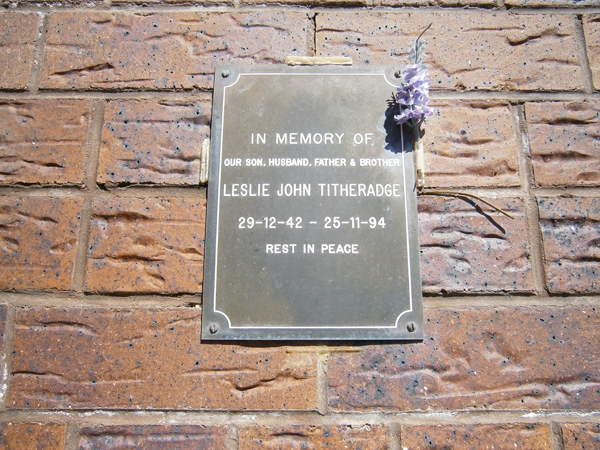 IN MEMORY OF
OUR SON, HUSBAND, FATHER & BROTHER
LESLIE JOHN TITHERADGE
29-12-42 - 25-11-94
REST IN PEACE